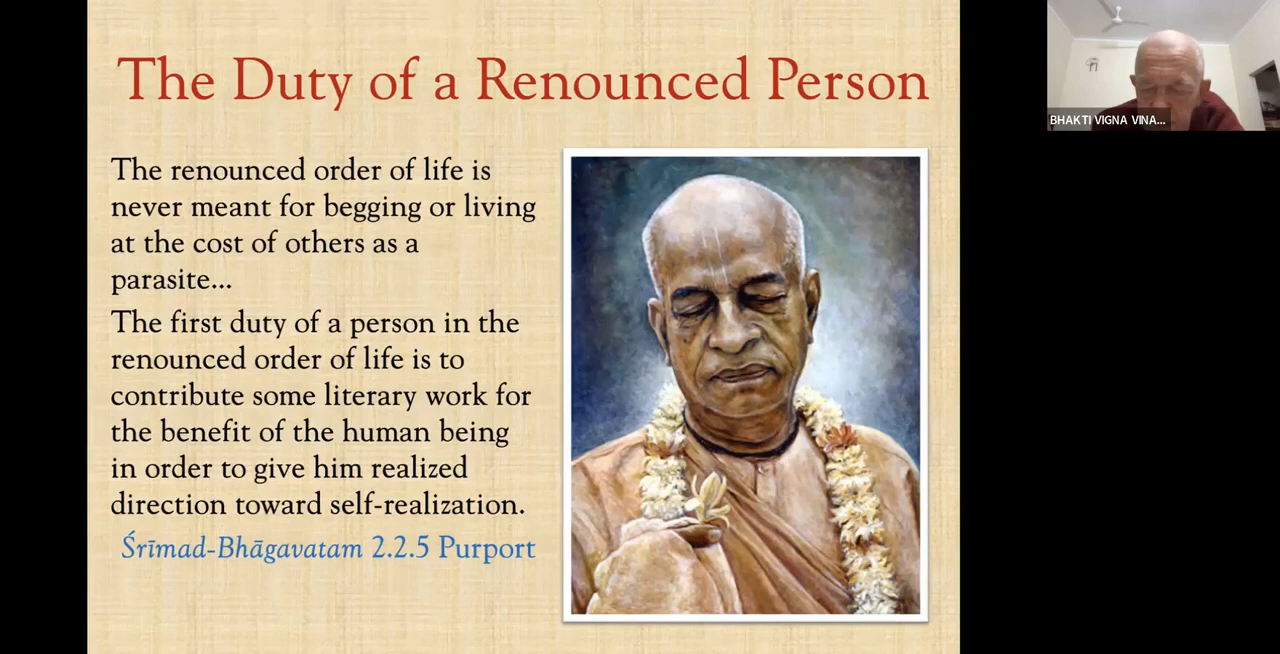 The Duty of a Renounced Person
The renounced order of life is
never meant for begging or living
at the cost of others as a
parasite...
The first duty of a person in the
renounced order of life is to
contribute some literary work for
the benefit of the human being
in order to give him realized
direction toward self-realization.
Śrīmad-Bhāgavatam 2.2.5 Purport
BHAKTI VIGNA VINA...